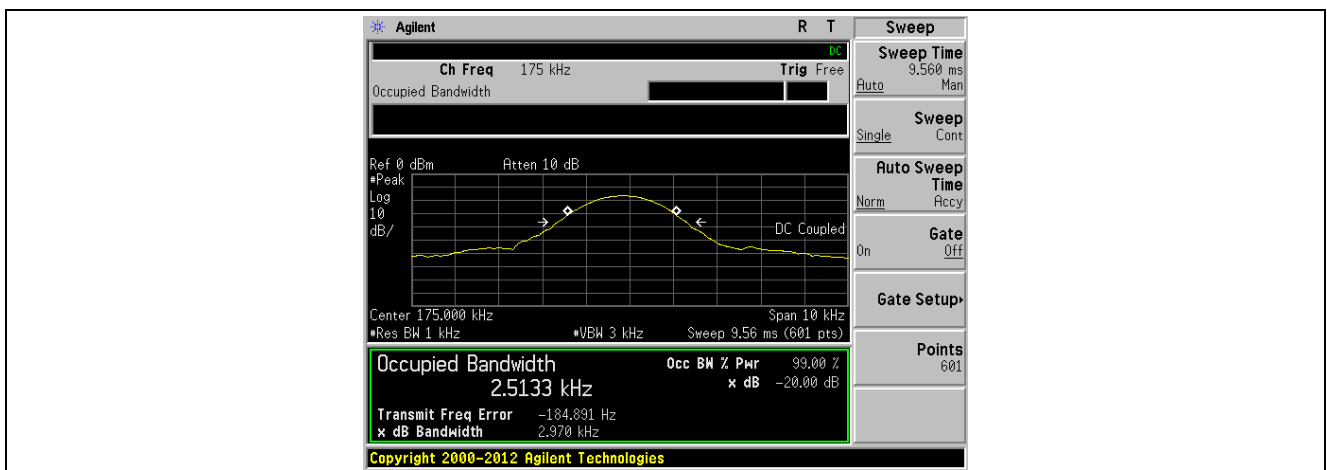 Agilent R T Sweep
DC
Ch Freq 175 kHz Trig Free
Occupied Bandwidth
Sweep Time
9.560 ms
Auto Man
Sweep
Single Cont
Auto Sweep
Time
Norm Accy
Gate
On Off
Gate Setup
Points
601
Ref 0 dBm Atten 10 dB
#Peak
Log
10
dB/
DC Coupled
Center 175.000 kHz Span 10 kHz
#Res BW 1 kHz #VBW 3 kHz Sweep 9.56 ms (601 pts)
Occupied Bandwidth Occ BW % Pwr 99.00 %
2.5133 kHz x dB -20.00 dB
Transmit Freq Error -184.891 Hz
x dB Bandwidth 2.970 kHz
Copyright 2000-2012 Agilent Technologies